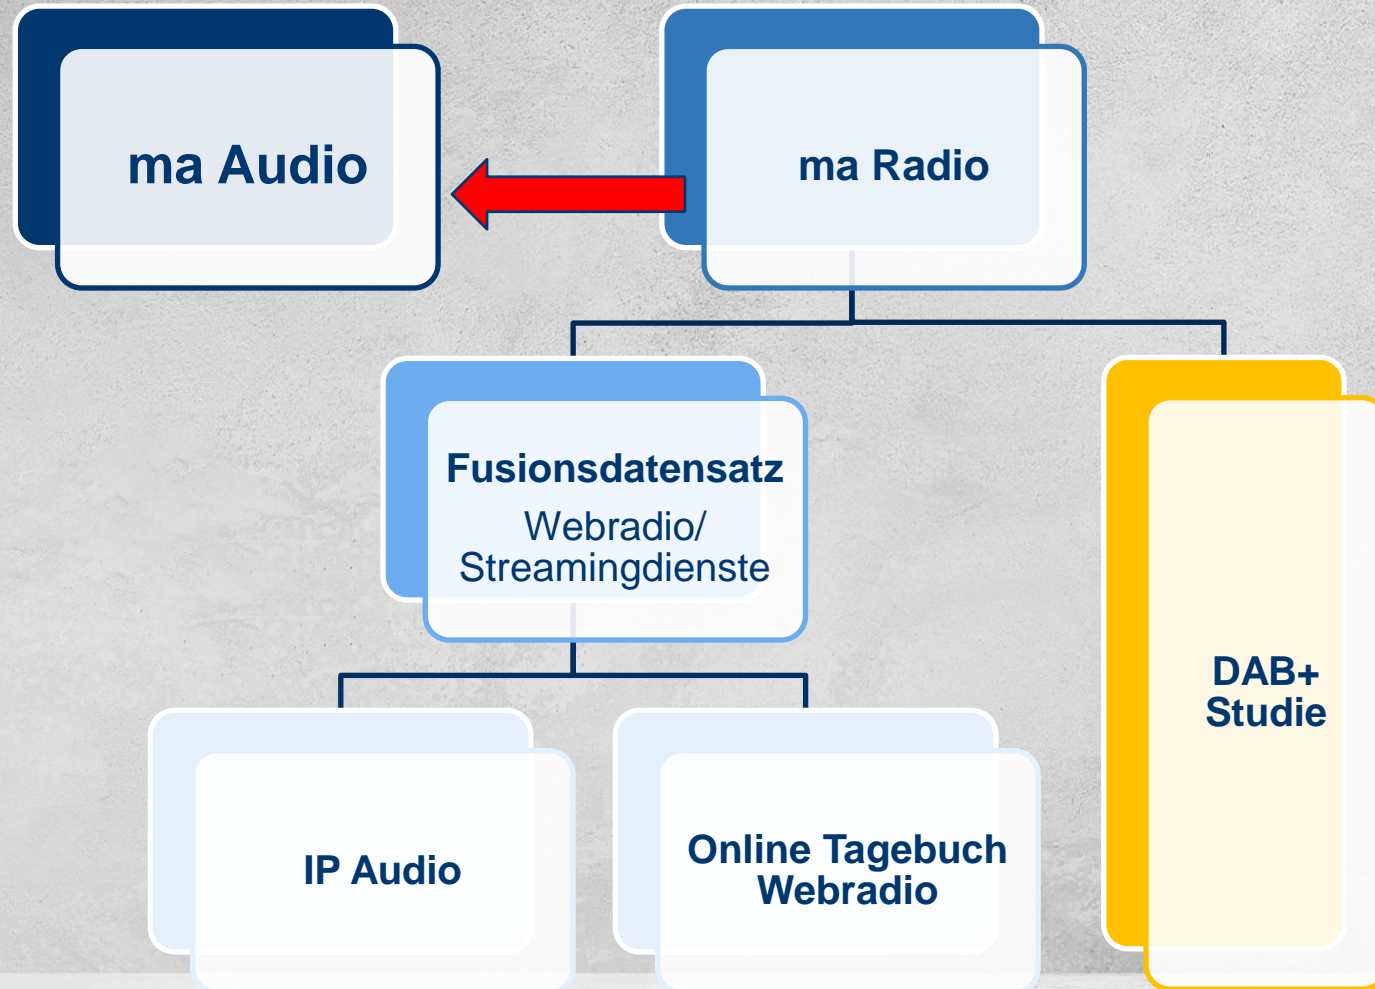 ma Audio
ma Radio
Fusionsdatensatz
Webradio/
Streamingdienste
DAB+
Studie
IP Audio
Online Tagebuch
Webradio